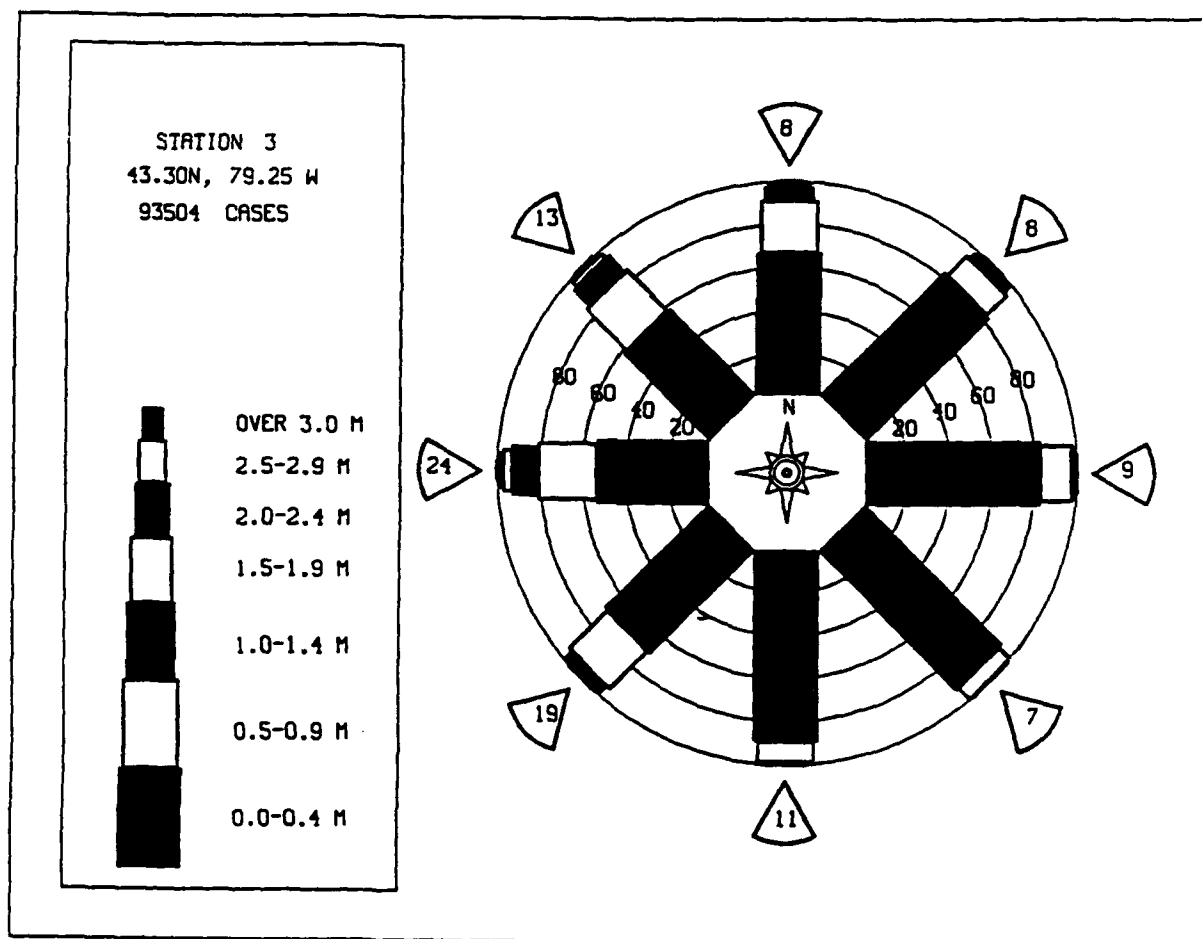 STATION 3
43.30N, 79.25 W
93504 CASES
OVER 3.0 M
2.5-2.9 M
2.0-2.4 M
1.5-1.9 M
1.0-1.4 M
0.5-0.9 M
0.0-0.4 M
8
13
8
80
60
40
20
N
20
40
60
80
24
9
19
7
11